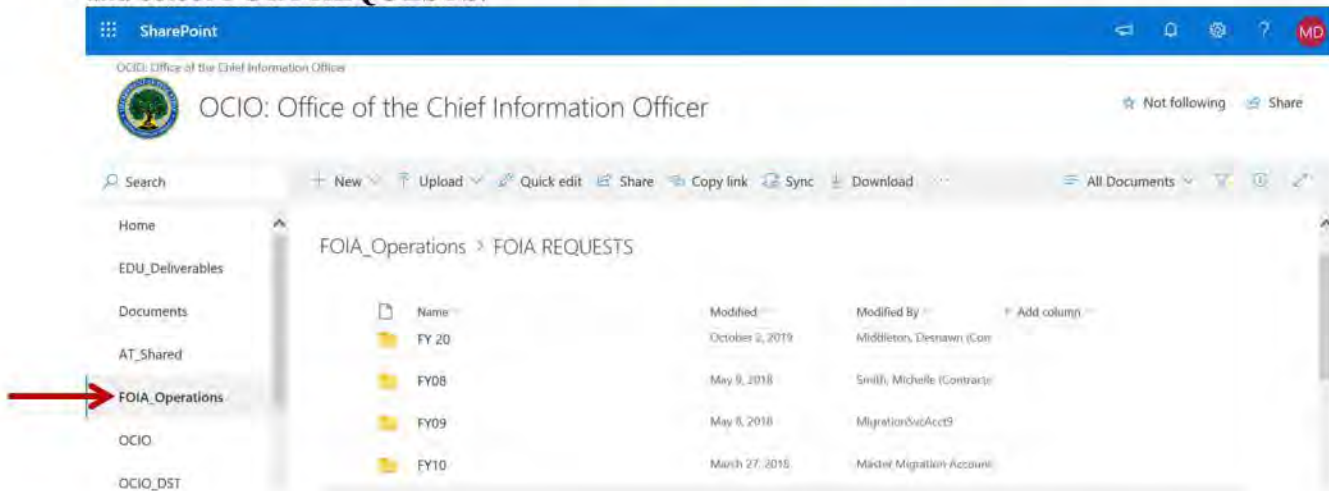 SharePoint
MD
OCIO: Office of the Chief Information Officer
OCIO: Office of the Chief Information Officer
Not following Share
Search
New Upload Quick edit Share Copy link Sync Download ... All Documents
Home
FOIA_Operations > FOIA REQUESTS
EDU_Deliverables
Documents
Name Modified Modified By + Add column
FY 20 October 2, 2019 Middleton, (Con
AT_Shared
FY08 May 9, 2018 Smith, Michelle (Contracto
FOIA_Operations
FY09 May 8, 2018 MigrationSvcAcct9
OCIO
FY10 March 27, 2018 Master Migration Account
OCIO_DST